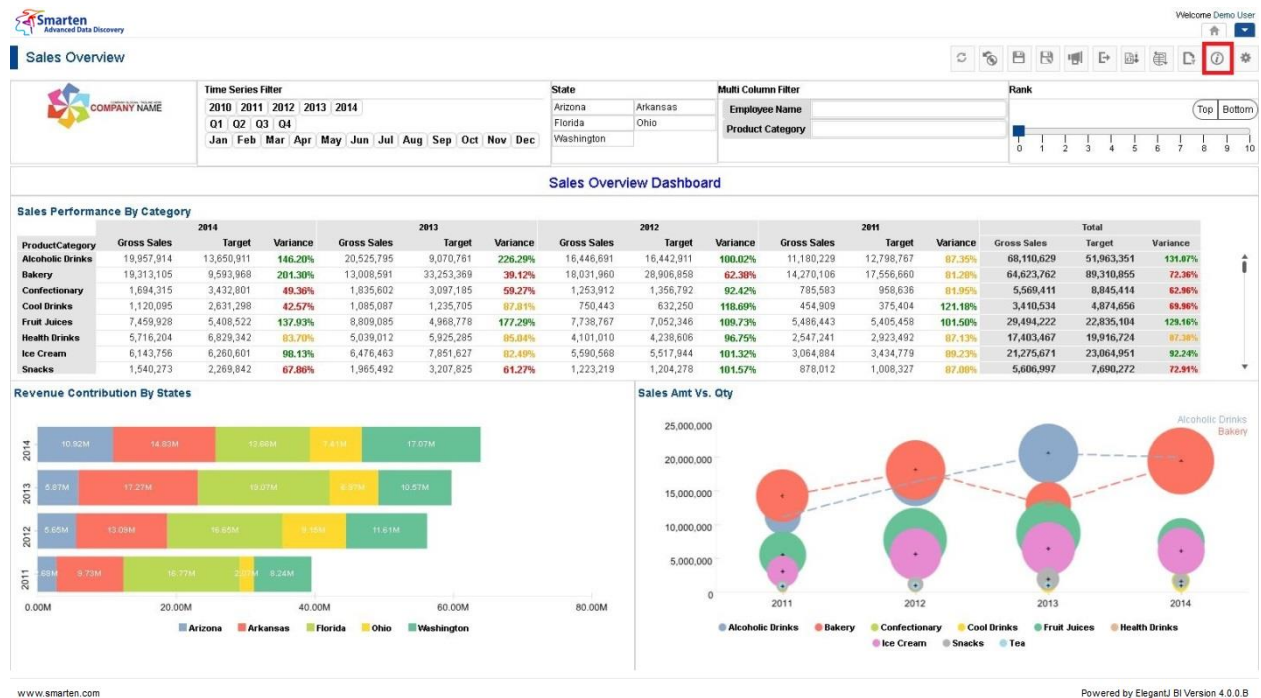 Smarten
Advanced Data Discovery
Welcome Demo User
Sales Overview
COMPANY NAME
Time Series Filter
2010 2011 2012 2013 2014
Q1 Q2 Q3 Q4
Jan Feb Mar Apr May Jun Jul Aug Sep Oct Nov Dec
State
Arizona Arkansas
Florida Ohio
Washington
Multi Column Filter
Employee Name
Product Category
Rank
Top Bottom
0 1 2 3 4 5 6 7 8 9 10
Sales Overview Dashboard
Sales Performance By Category
2014 2013 2012 2011 Total
ProductCategory Gross Sales Target Variance Gross Sales Target Variance Gross Sales Target Variance Gross Sales Target Variance Gross Sales Target Variance
Alcoholic Drinks 19,957,914 13,650,911 146.20% 20,525,795 9,070,761 226.29% 16,446,691 16,442,911 100.02% 11,180,229 12,798,767 87.35% 68,110,629 51,963,351 131.07%
Bakery 19,313,105 9,593,968 201.30% 13,008,591 33,253,369 39.12% 18,031,960 28,906,858 62.38% 14,270,106 17,556,660 81.28% 64,623,762 89,310,855 72.36%
Confectionary 1,694,315 3,432,801 49.36% 1,835,602 3,097,185 59.27% 1,253,912 1,356,792 92.42% 785,583 958,636 81.95% 5,569,411 8,845,414 62.96%
Cool Drinks 1,120,095 2,631,298 42.57% 1,085,087 1,235,705 87.81% 750,443 632,250 118.69% 454,909 375,404 121.18% 3,410,534 4,874,656 69.96%
Fruit Juices 7,459,928 5,408,522 137.93% 8,809,085 4,968,778 177.29% 7,738,767 7,052,346 109.73% 5,486,443 5,405,458 101.50% 29,494,222 22,835,104 129.16%
Health Drinks 5,716,204 6,829,342 83.70% 5,039,012 5,925,285 85.04% 4,101,010 4,238,606 96.75% 2,547,241 2,923,492 87.13% 17,403,467 19,916,724 87.38%
Ice Cream 6,143,756 6,260,601 98.13% 6,476,463 7,851,627 82.49% 5,590,568 5,517,944 101.32% 3,064,884 3,434,779 89.23% 21,275,671 23,064,951 92.24%
Snacks 1,540,273 2,269,842 67.86% 1,965,492 3,207,825 61.27% 1,223,219 1,204,278 101.57% 878,012 1,008,327 87.08% 5,606,997 7,690,272 72.91%
Revenue Contribution By States
2014 10.92M 14.83M 12.66M 7.41M 17.07M
2013 5.87M 17.27M 19.07M 10.57M
2012 5.65M 13.09M 18.65M 9.15M 11.61M
2011 9.73M 16.77M 8.24M
0.00M 20.00M 40.00M 60.00M 80.00M
Arizona Arkansas Florida Ohio Washington
Sales Amt Vs. Qty
Alcoholic Drinks
Bakery
25,000,000
20,000,000
15,000,000
10,000,000
5,000,000
0
2011 2012 2013 2014
Alcoholic Drinks Bakery Confectionary Cool Drinks Fruit Juices Health Drinks
Ice Cream Snacks Tea
www.smarten.com
Powered by ElegantJ BI Version 4.0.0.B